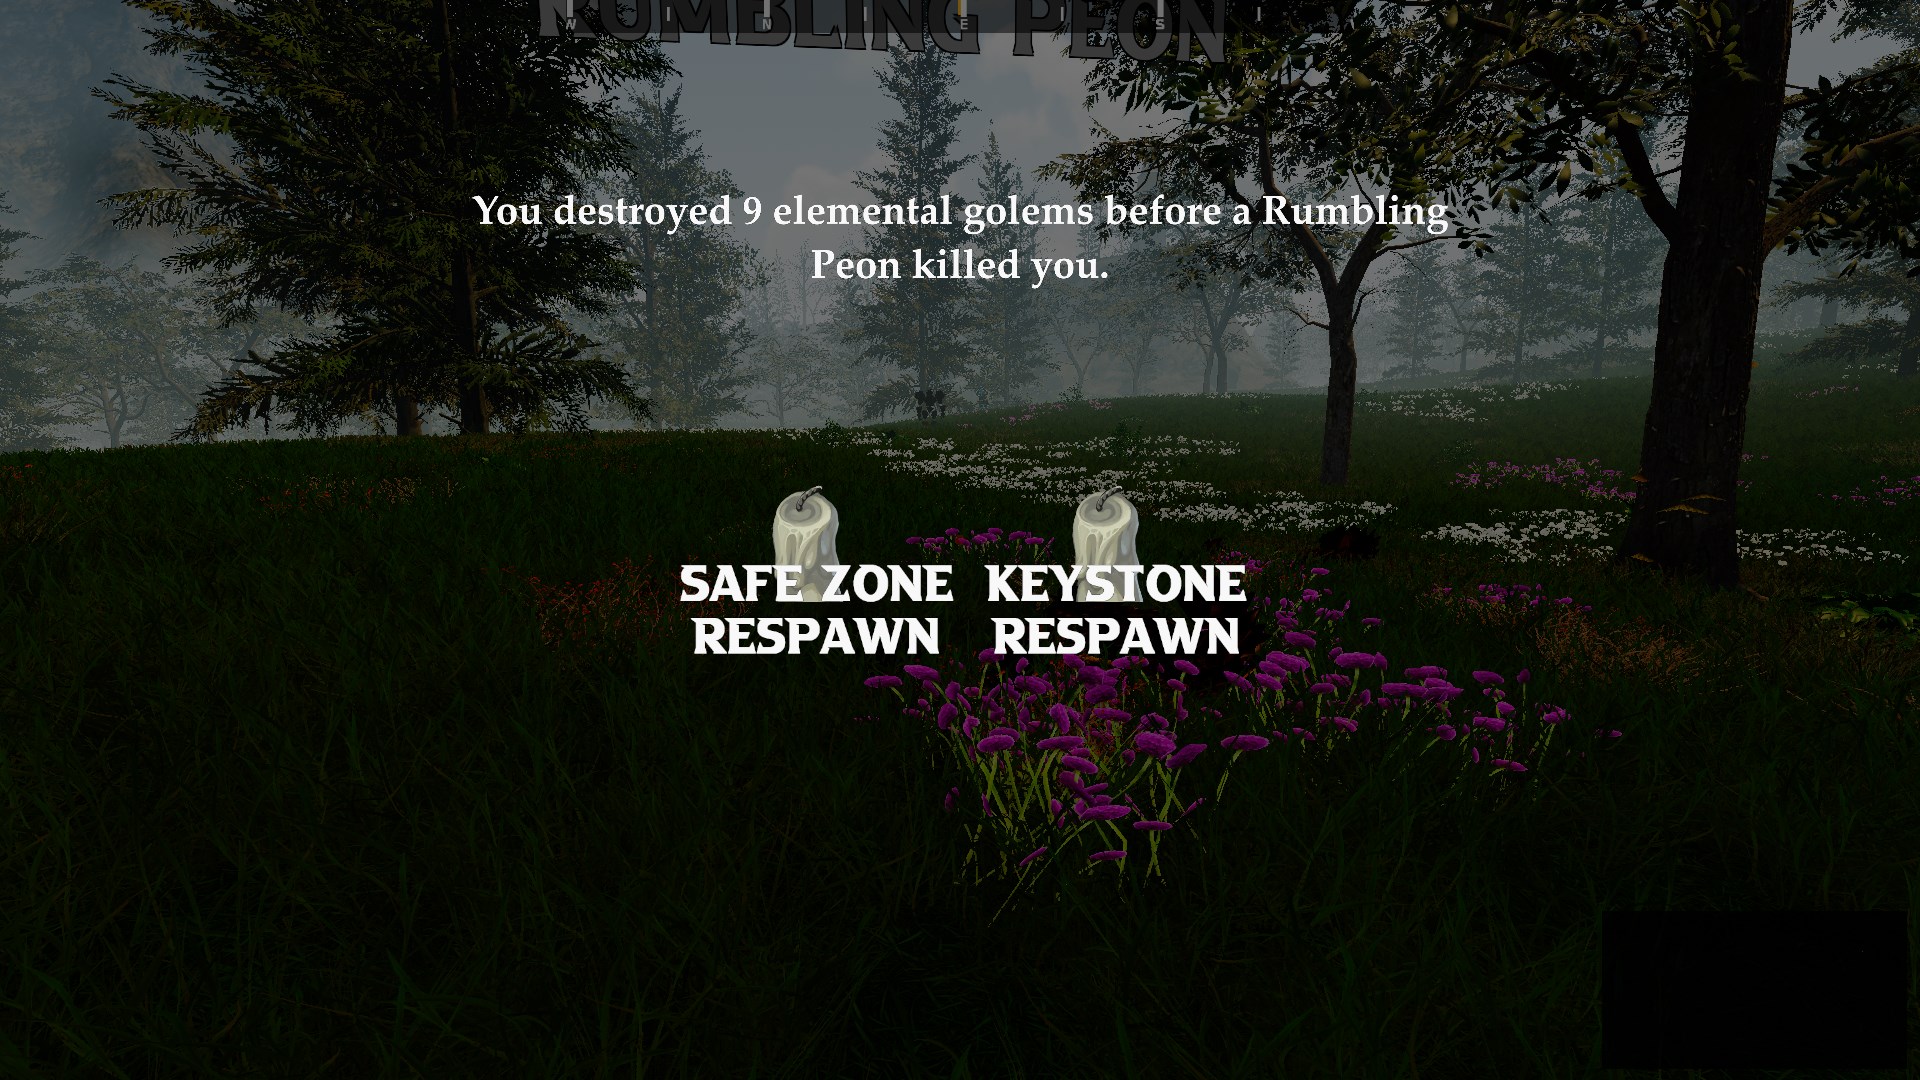 RUMBLING PEON
W N E S
You destroyed 9 elemental golems before a Rumbling
Peon killed you.
SAFE ZONE KEYSTONE
RESPAWN RESPAWN